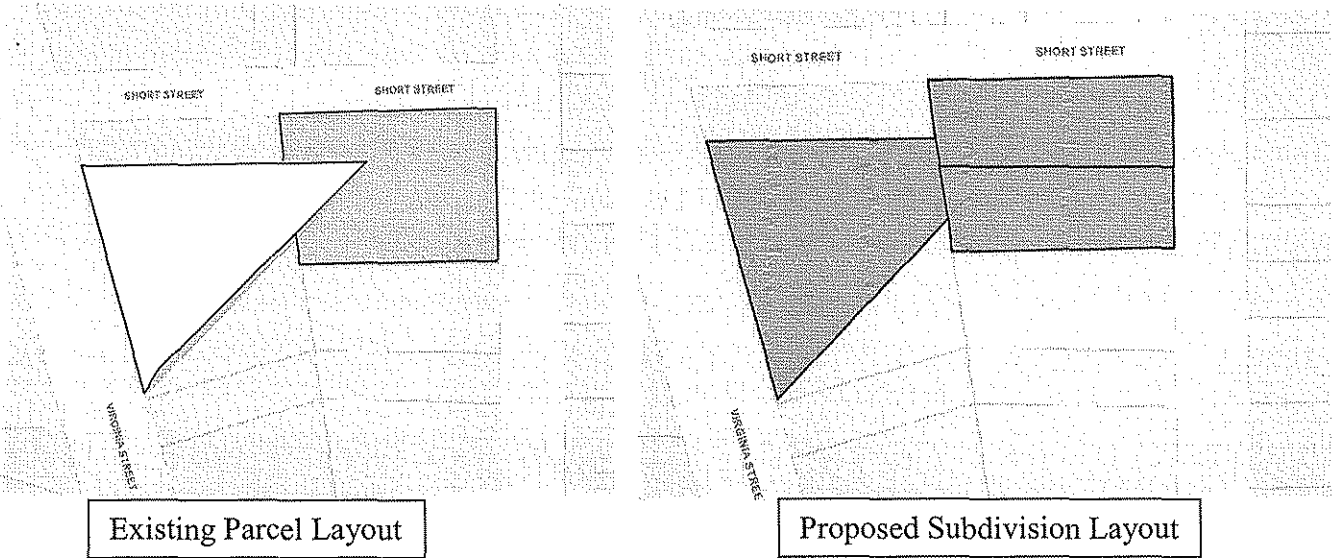 SHORT STREET
SHORT STREET
VIRGINIA STREET
Existing Parcel Layout
SHORT STREET
SHORT STREET
VIRGINIA STREE
Proposed Subdivision Layout